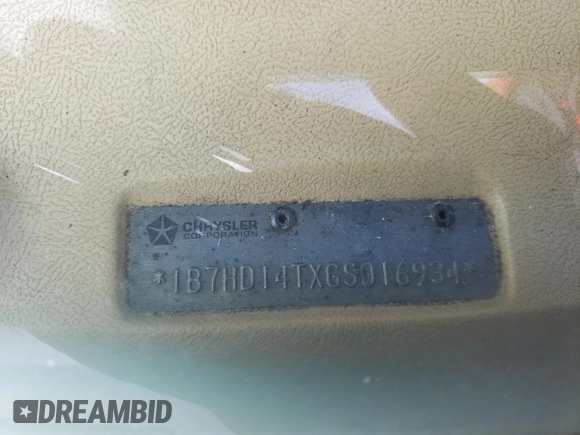 CHRYSLER
CORPORATION
*1B7HD14TXGS016934*
DREAMBID